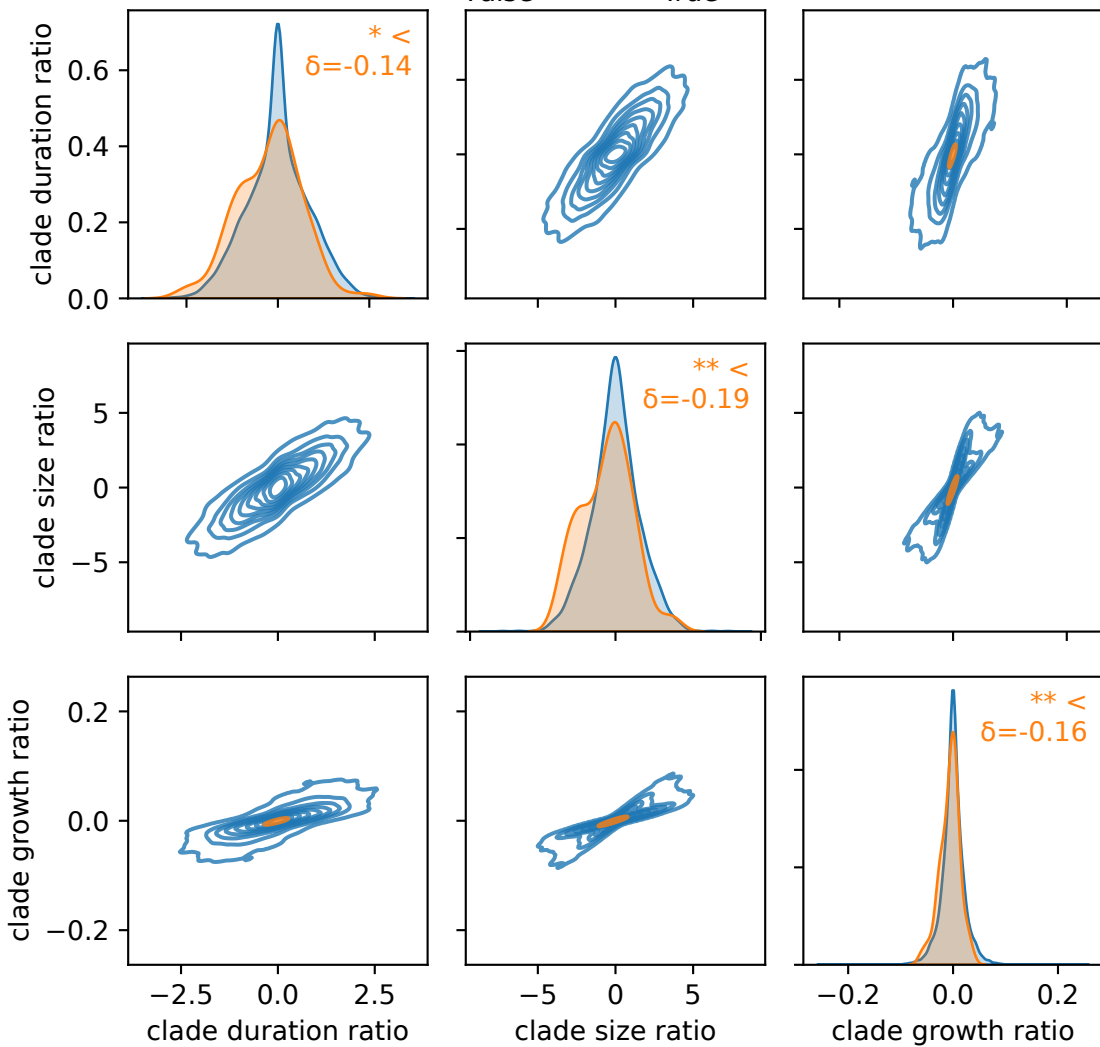 clade duration ratio
0.6
0.4
0.2
0.0
* <
δ=-0.14
clade size ratio
5
0
−5
** <
δ=-0.19
clade growth ratio
0.2
0.0
−0.2
** <
δ=-0.16
−2.5 0.0 2.5
clade duration ratio
−5 0 5
clade size ratio
−0.2 0.0 0.2
clade growth ratio